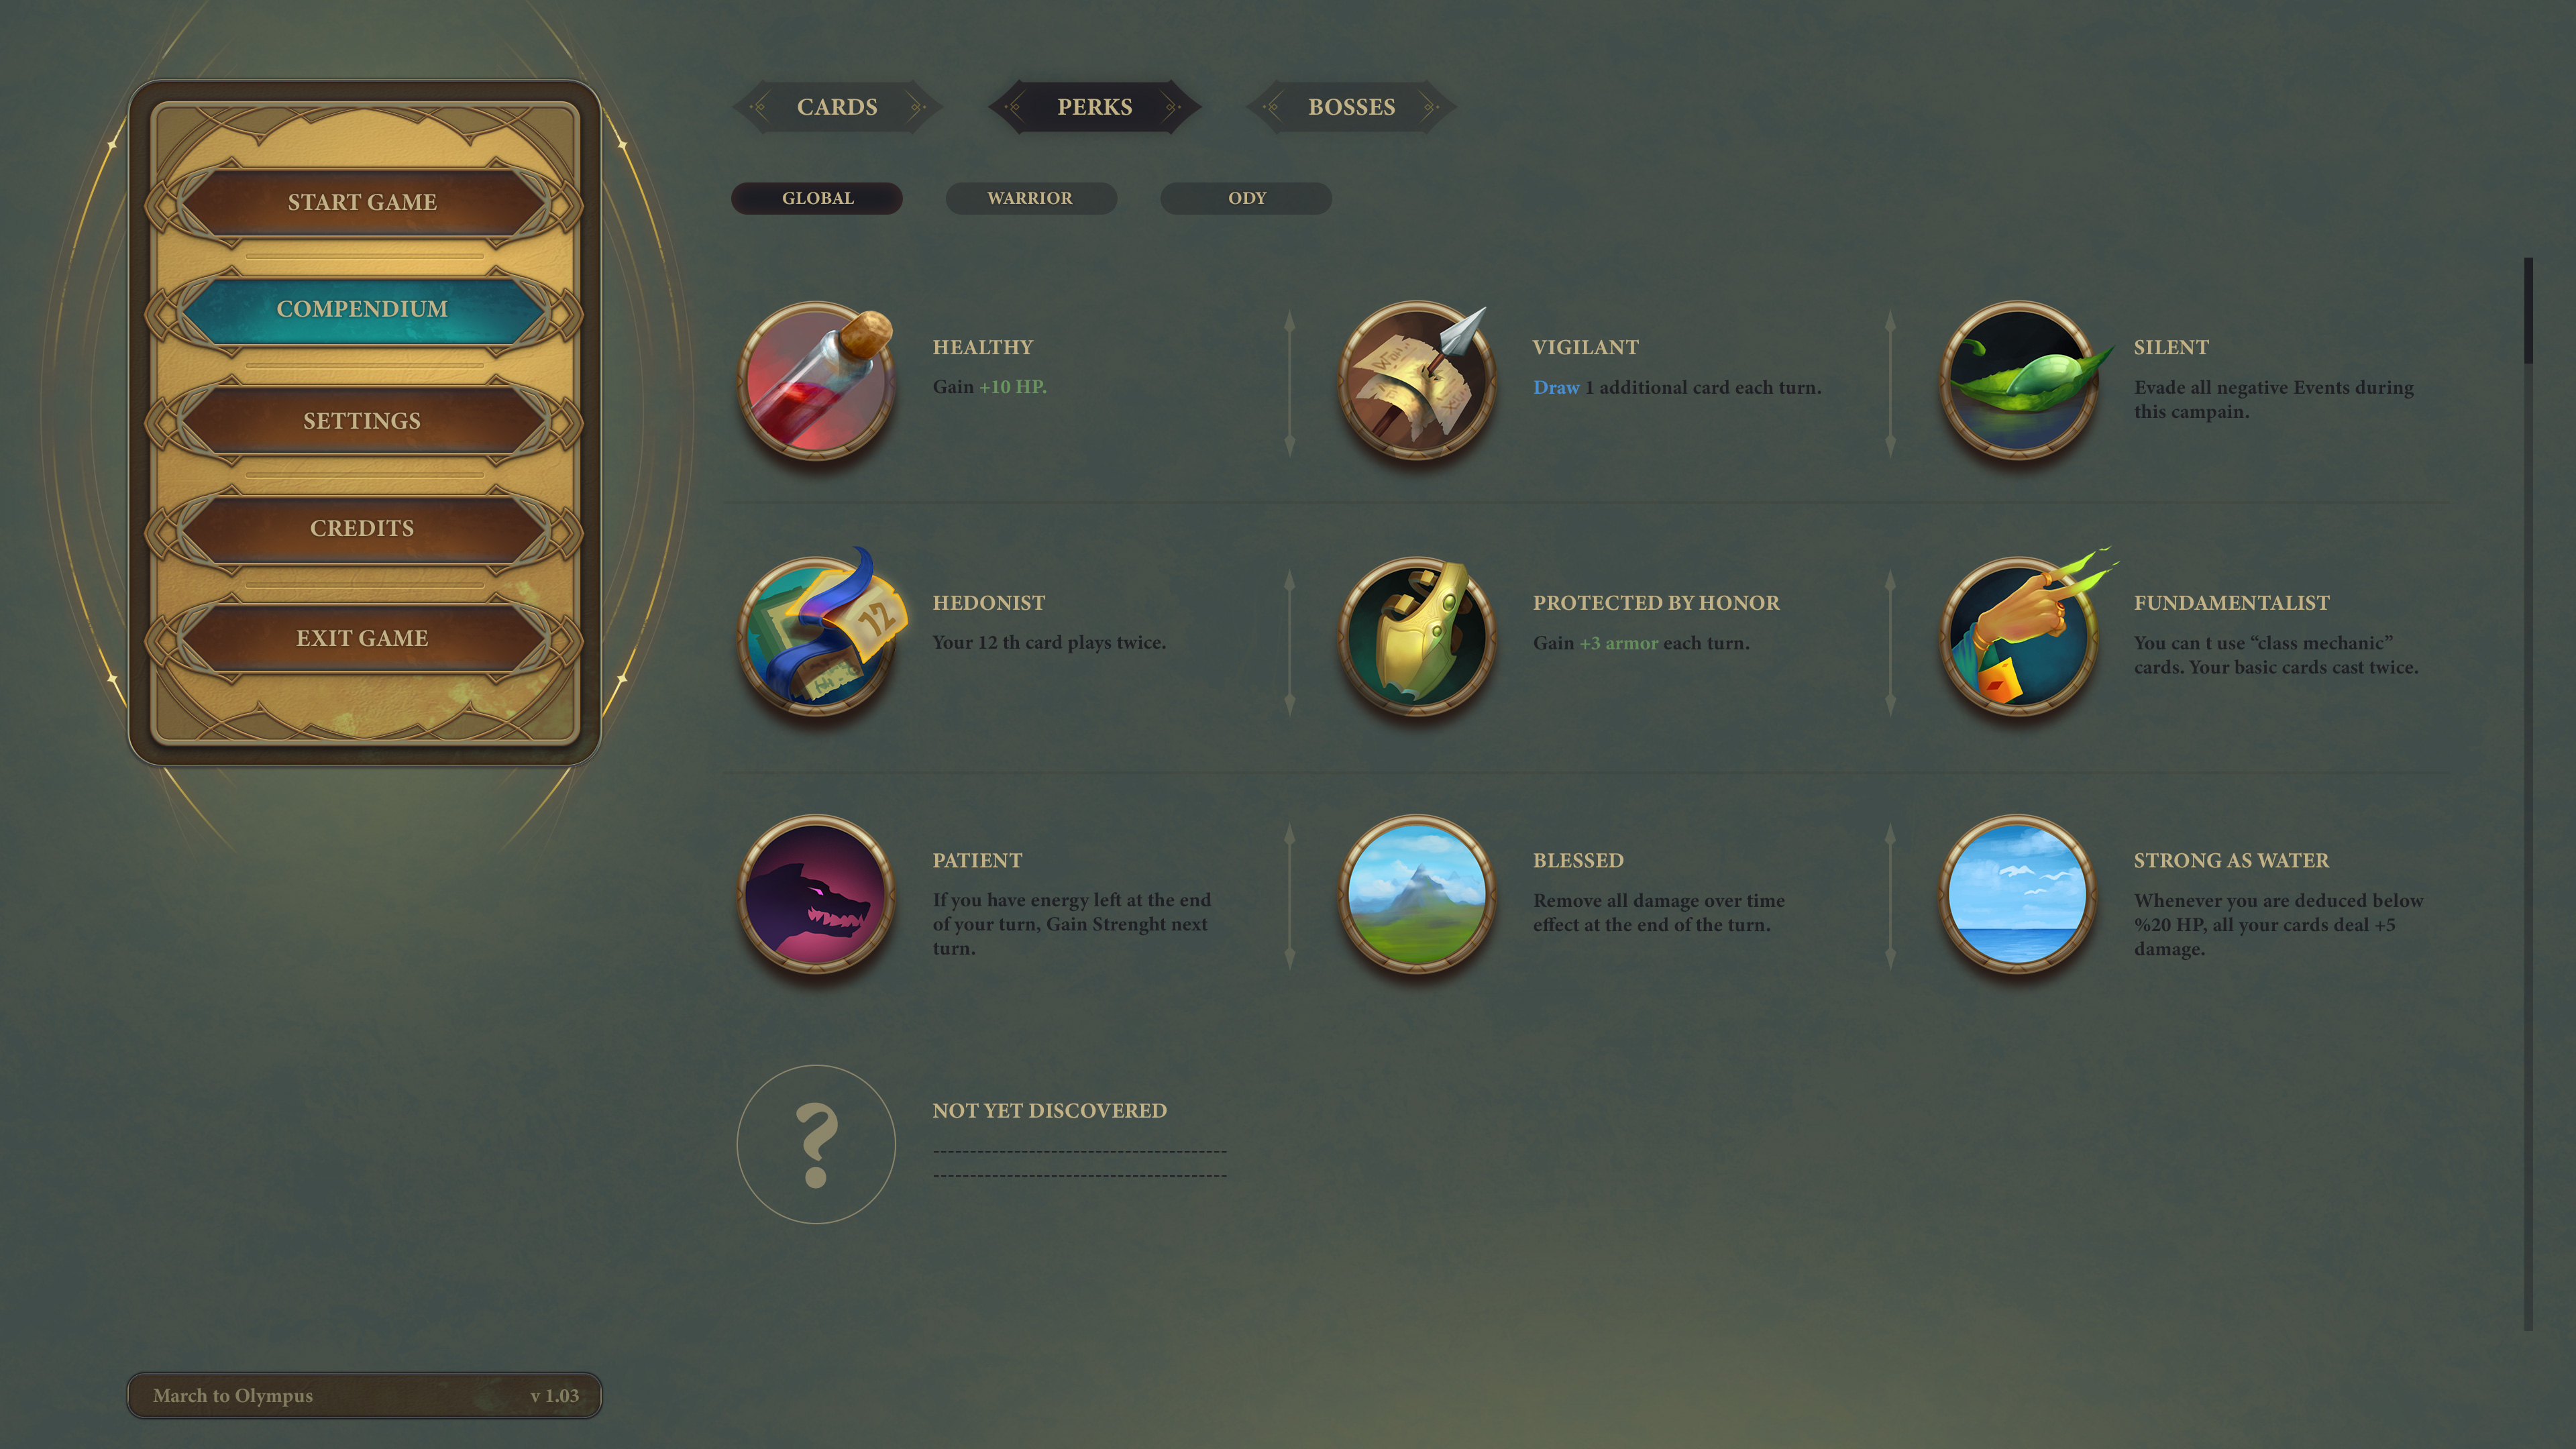 START GAME
COMPENDIUM
SETTINGS
CREDITS
EXIT GAME
March to Olympus
v 1.03
CARDS
PERKS
BOSSES
GLOBAL
WARRIOR
ODY
HEALTHY
Gain +10 HP.
VIGILANT
Draw 1 additional card each turn.
SILENT
Evade all negative Events during
this campain.
12
HEDONIST
Your 12 th card plays twice.
PROTECTED BY HONOR
Gain +3 armor each turn.
FUNDAMENTALIST
You can t use “class mechanic”
cards. Your basic cards cast twice.
PATIENT
If you have energy left at the end
of your turn, Gain Strenght next
turn.
BLESSED
Remove all damage over time
effect at the end of the turn.
STRONG AS WATER
Whenever you are deduced below
%20 HP, all your cards deal +5
damage.
?
NOT YET DISCOVERED
----------------------------------------
----------------------------------------